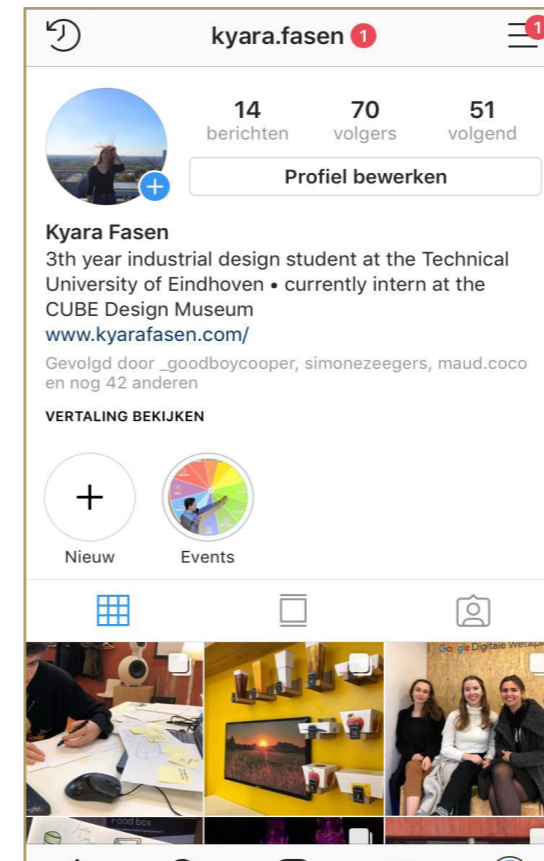 kyara.fasen 1
1
14 70 51
berichten volgers volgend
Profiel bewerken
Kyara Fasen
3th year industrial design student at the Technical
University of Eindhoven • currently intern at the
CUBE Design Museum
www.kyarafasen.com/
Gevolgd door _goodboycooper, simonezeegers, maud.coco
en nog 42 anderen
VERTALING BEKIJKEN
Nieuw Events
Google Digitale
Food box